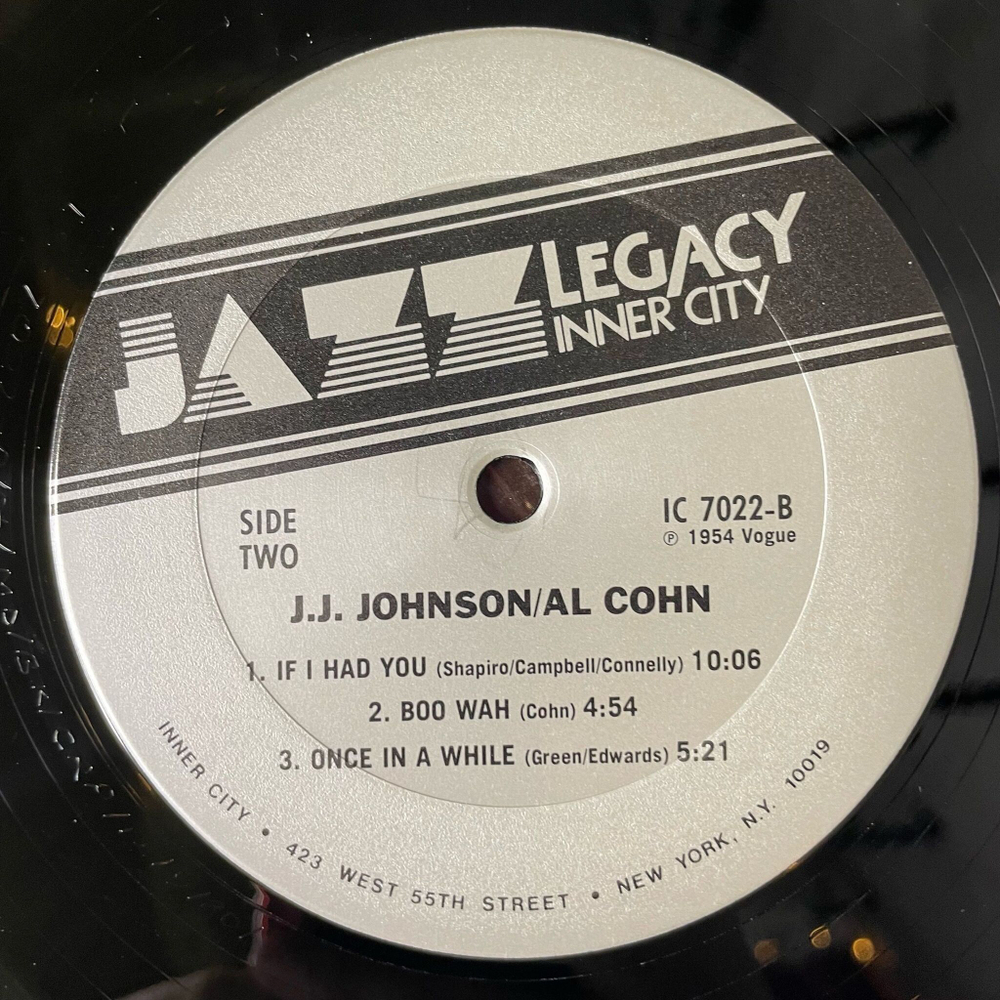 JAZZ LEGACY
INNER CITY
SIDE
TWO
IC 7022-B
℗ 1954 Vogue
J.J. JOHNSON/AL COHN
1. IF I HAD YOU (Shapiro/Campbell/Connelly) 10:06
2. BOO WAH (Cohn) 4:54
3. ONCE IN A WHILE (Green/Edwards) 5:21
INNER CITY • 423 WEST 55TH STREET • NEW YORK, N.Y. 10019